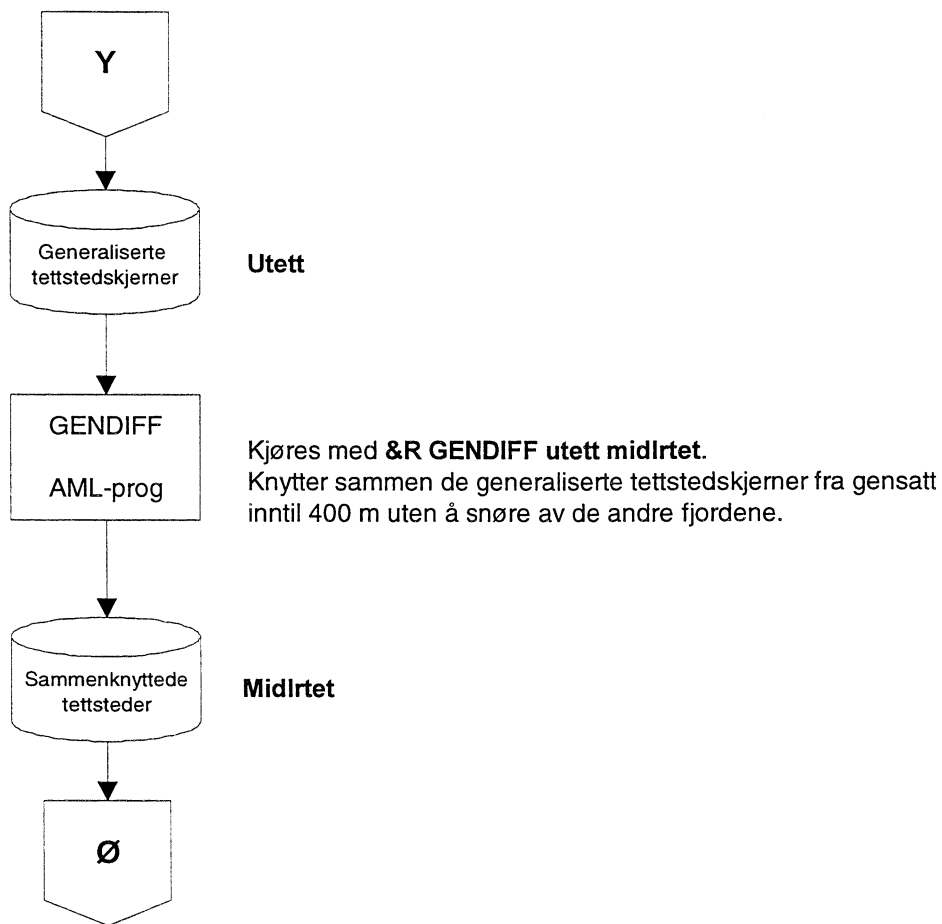 Y
Generaliserte
tettstedskjerner
Utett
GENDIFF
AML-prog
Kjøres med &R GENDIFF utett midlrtet.
Knytter sammen de generaliserte tettstedskjerner fra gensatt
inntil 400 m uten å snøre av de andre fjordene.
Sammenknyttede
tettsteder
Midlrtet
Ø